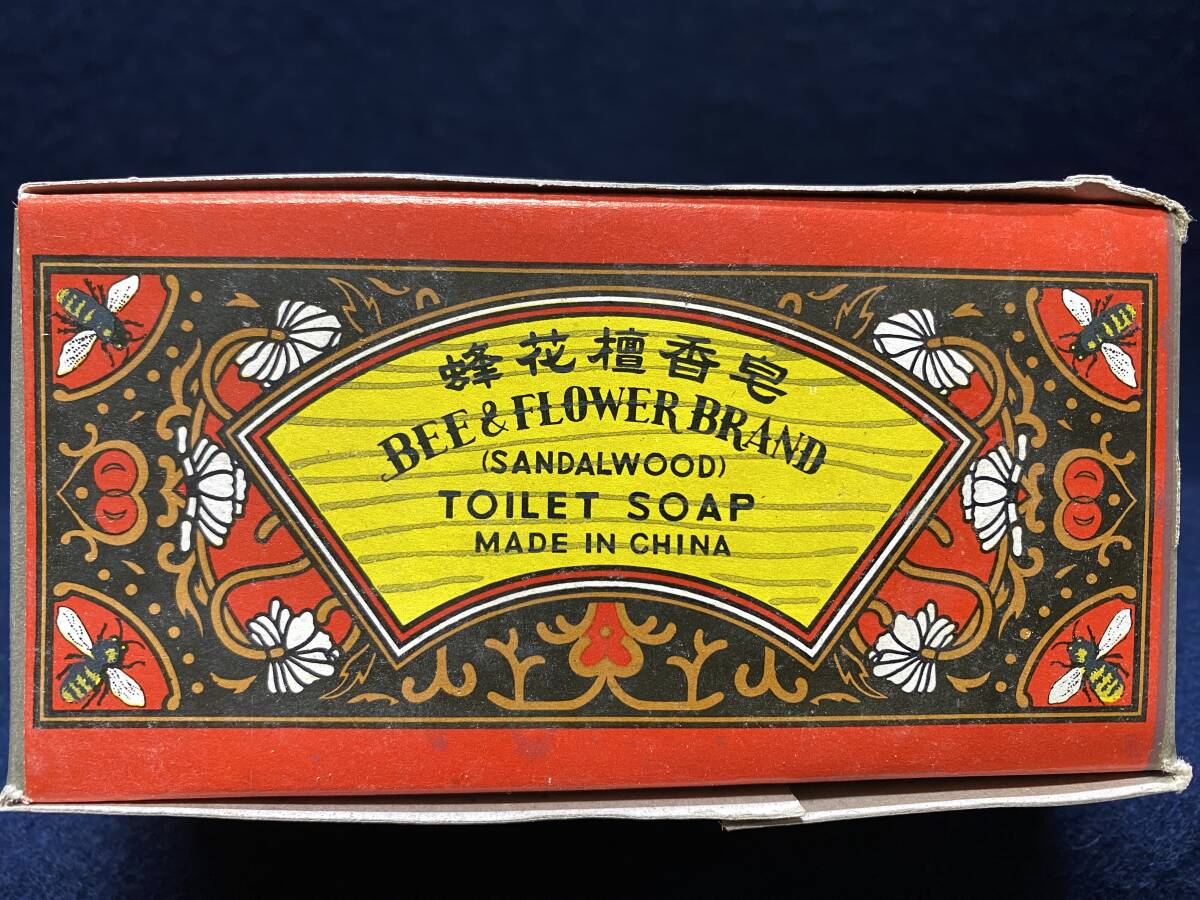 蜂花檀香皂
BEE & FLOWER BRAND
(SANDALWOOD)
TOILET SOAP
MADE IN CHINA